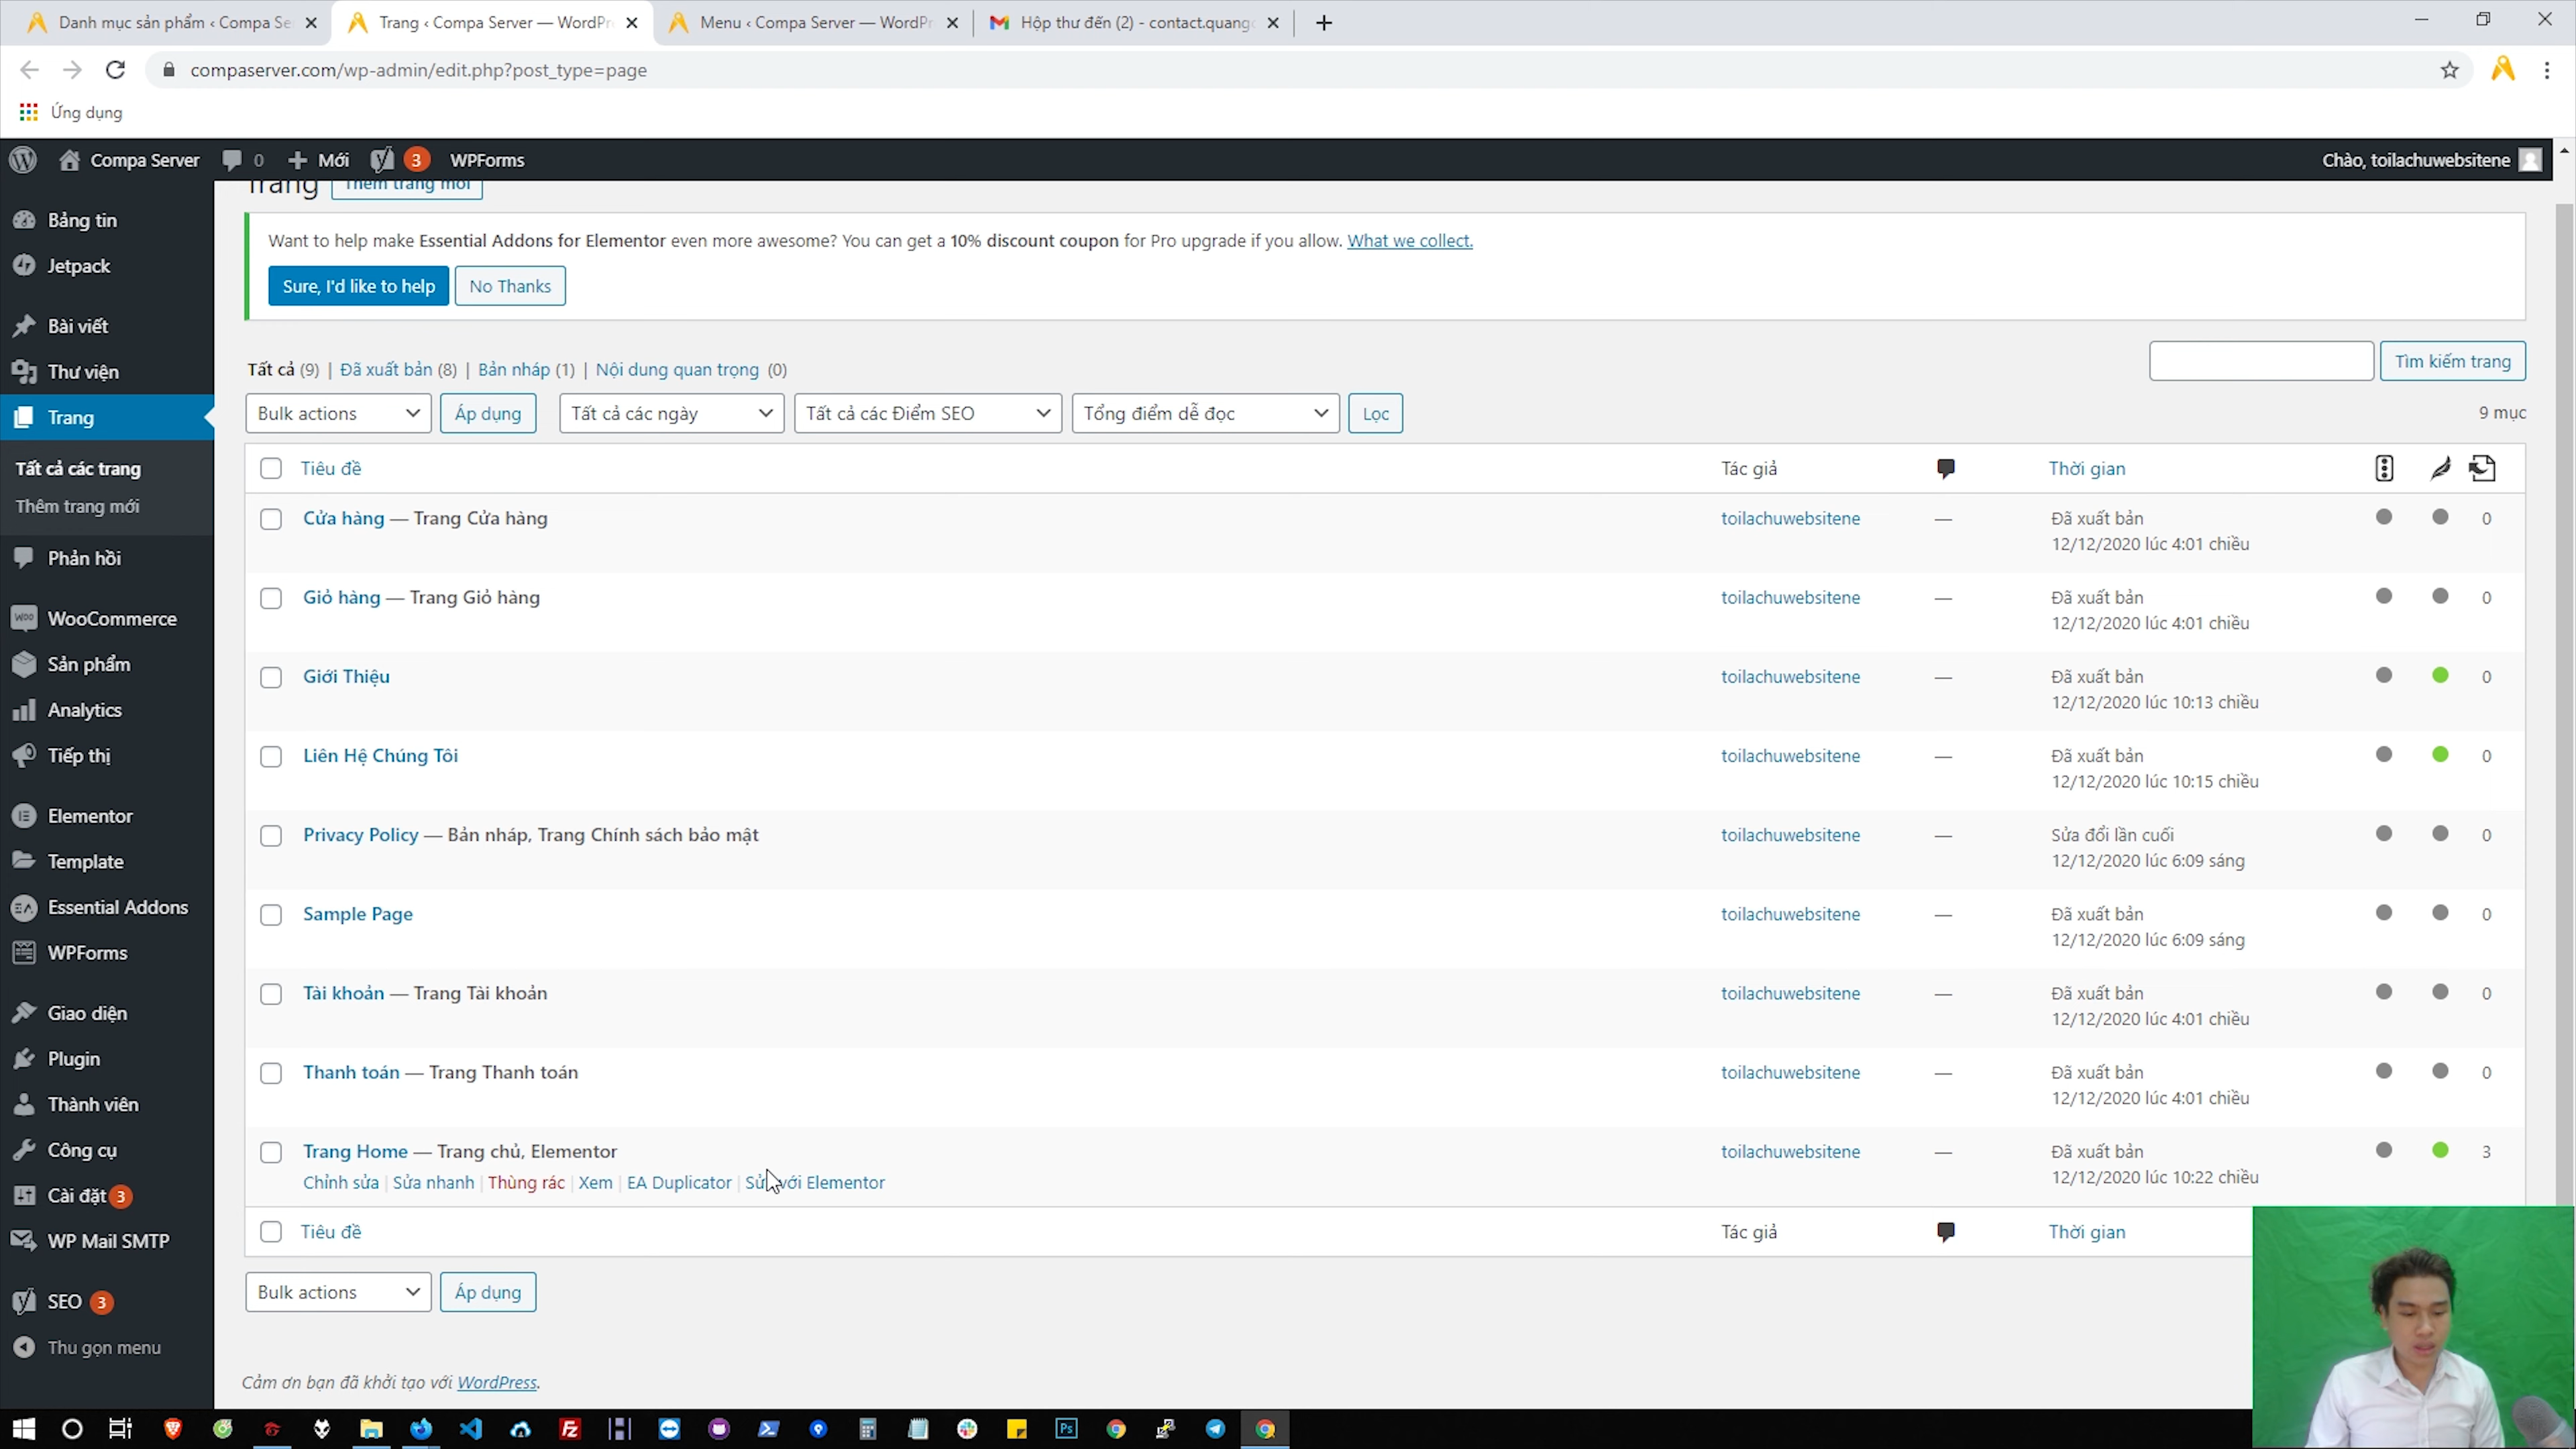 Danh mục sản phẩm ‹ Compa Se
Trang ‹ Compa Server — WordPr
Menu ‹ Compa Server — WordPr
Hộp thư đến (2) - contact.quang
compaserver.com/wp-admin/edit.php?post_type=page
Ứng dụng
Compa Server
0
Mới
3
WPForms
Chào, toilachuwebsitene
Trang
Thêm trang mới
Want to help make Essential Addons for Elementor even more awesome? You can get a 10% discount coupon for Pro upgrade if you allow. What we collect.
Sure, I'd like to help
No Thanks
Tất cả (9) | Đã xuất bản (8) | Bản nháp (1) | Nội dung quan trọng (0)
Tìm kiếm trang
Bulk actions
Áp dụng
Tất cả các ngày
Tất cả các Điểm SEO
Tổng điểm dễ đọc
Lọc
9 mục
Tiêu đề
Tác giả
Thời gian
Cửa hàng — Trang Cửa hàng
toilachuwebsitene
—
Đã xuất bản
12/12/2020 lúc 4:01 chiều
0
Giỏ hàng — Trang Giỏ hàng
toilachuwebsitene
—
Đã xuất bản
12/12/2020 lúc 4:01 chiều
0
Giới Thiệu
toilachuwebsitene
—
Đã xuất bản
12/12/2020 lúc 10:13 chiều
0
Liên Hệ Chúng Tôi
toilachuwebsitene
—
Đã xuất bản
12/12/2020 lúc 10:15 chiều
0
Privacy Policy — Bản nháp, Trang Chính sách bảo mật
toilachuwebsitene
—
Sửa đổi lần cuối
12/12/2020 lúc 6:09 sáng
0
Sample Page
toilachuwebsitene
—
Đã xuất bản
12/12/2020 lúc 6:09 sáng
0
Tài khoản — Trang Tài khoản
toilachuwebsitene
—
Đã xuất bản
12/12/2020 lúc 4:01 chiều
0
Thanh toán — Trang Thanh toán
toilachuwebsitene
—
Đã xuất bản
12/12/2020 lúc 4:01 chiều
0
Trang Home — Trang chủ, Elementor
Chỉnh sửa | Sửa nhanh | Thùng rác | Xem | EA Duplicator | Sửa với Elementor
toilachuwebsitene
—
Đã xuất bản
12/12/2020 lúc 10:22 chiều
3
Tiêu đề
Tác giả
Thời gian
Bulk actions
Áp dụng
Cảm ơn bạn đã khởi tạo với WordPress.
Bảng tin
Jetpack
Bài viết
Thư viện
Trang
Tất cả các trang
Thêm trang mới
Phản hồi
WooCommerce
Sản phẩm
Analytics
Tiếp thị
Elementor
Template
Essential Addons
WPForms
Giao diện
Plugin
Thành viên
Công cụ
Cài đặt 3
WP Mail SMTP
SEO 3
Thu gọn menu